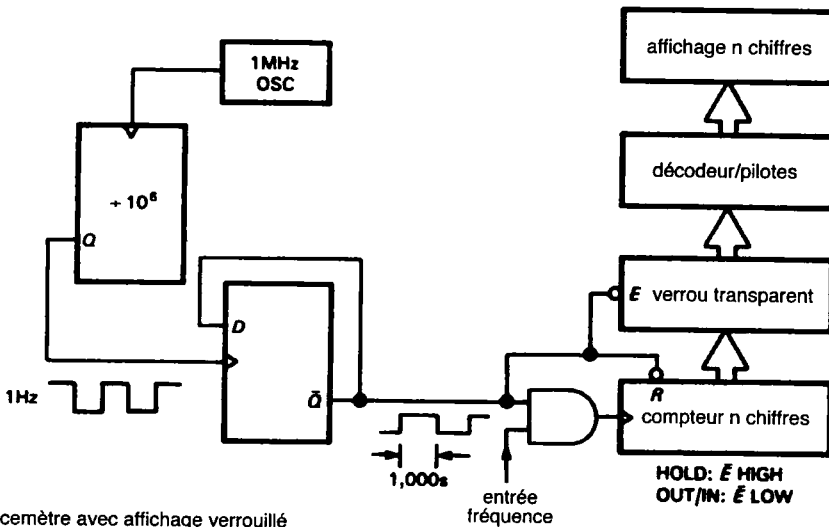 affichage n chiffres
1MHz
OSC
÷ 10⁶
Q
décodeur/pilotes
E verrou transparent
D
Q̄
1Hz
R
compteur n chiffres
1,000s
entrée
fréquence
HOLD: Ē HIGH
OUT/IN: Ē LOW
cemètre avec affichage verrouillé